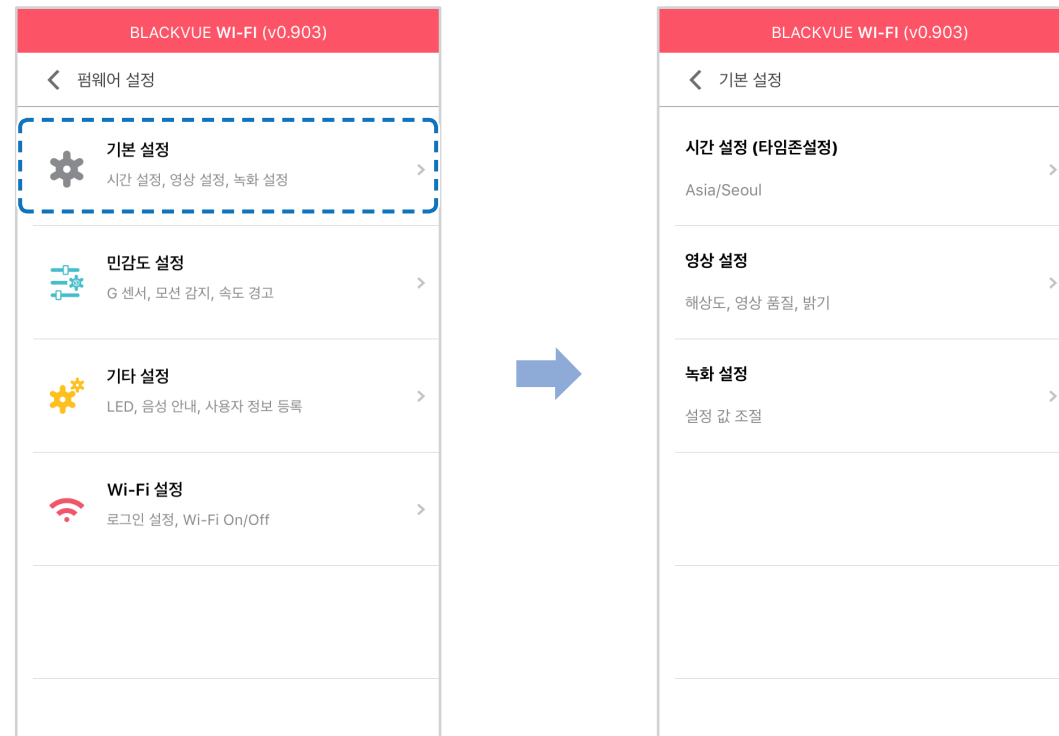 BLACKVUE WI-FI (v0.903)
펌웨어 설정
기본 설정
시간 설정, 영상 설정, 녹화 설정
민감도 설정
G 센서, 모션 감지, 속도 경고
기타 설정
LED, 음성 안내, 사용자 정보 등록
Wi-Fi 설정
로그인 설정, Wi-Fi On/Off
BLACKVUE WI-FI (v0.903)
기본 설정
시간 설정 (타임존설정)
Asia/Seoul
영상 설정
해상도, 영상 품질, 밝기
녹화 설정
설정 값 조절